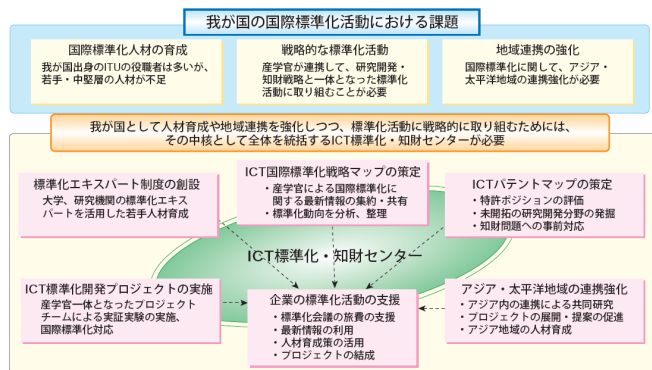 我が国の国際標準化活動における課題
国際標準化人材の育成
我が国出身のITUの役職者は多いが、
若手・中堅層の人材が不足
戦略的な標準化活動
産学官が連携して、研究開発・
知財戦略と一体となった標準化
活動に取り組むことが必要
地域連携の強化
国際標準化に関して、アジア・
太平洋地域の連携強化が必要
我が国として人材育成や地域連携を強化しつつ、標準化活動に戦略的に取り組むためには、
その中核として全体を統括するICT標準化・知財センターが必要
標準化エキスパート制度の創設
大学、研究機関の標準化エキス
パートを活用した若手人材育成
ICT国際標準化戦略マップの策定
・産学官による国際標準化に
関する最新情報の集約・共有
・標準化動向を分析、整理
ICTパテントマップの策定
・特許ポジションの評価
・未開拓の研究開発分野の発掘
・知財問題への事前対応
ICT標準化・知財センター
ICT標準化開発プロジェクトの実施
産学官一体となったプロジェクト
チームによる実証実験の実施、
国際標準化対応
企業の標準化活動の支援
・標準化会議の旅費の支援
・最新情報の利用
・人材育成策の活用
・プロジェクトの結成
アジア・太平洋地域の連携強化
・アジア内の連携による共同研究
・プロジェクトの展開・提案の促進
・アジア地域の人材育成